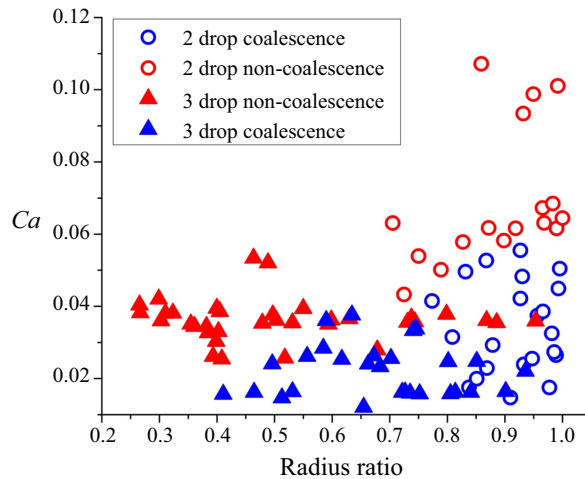 0.12
2 drop coalescence
2 drop non-coalescence
3 drop non-coalescence
3 drop coalescence
0.10
0.08
Ca
0.06
0.04
0.02
0.2 0.3 0.4 0.5 0.6 0.7 0.8 0.9 1.0
Radius ratio